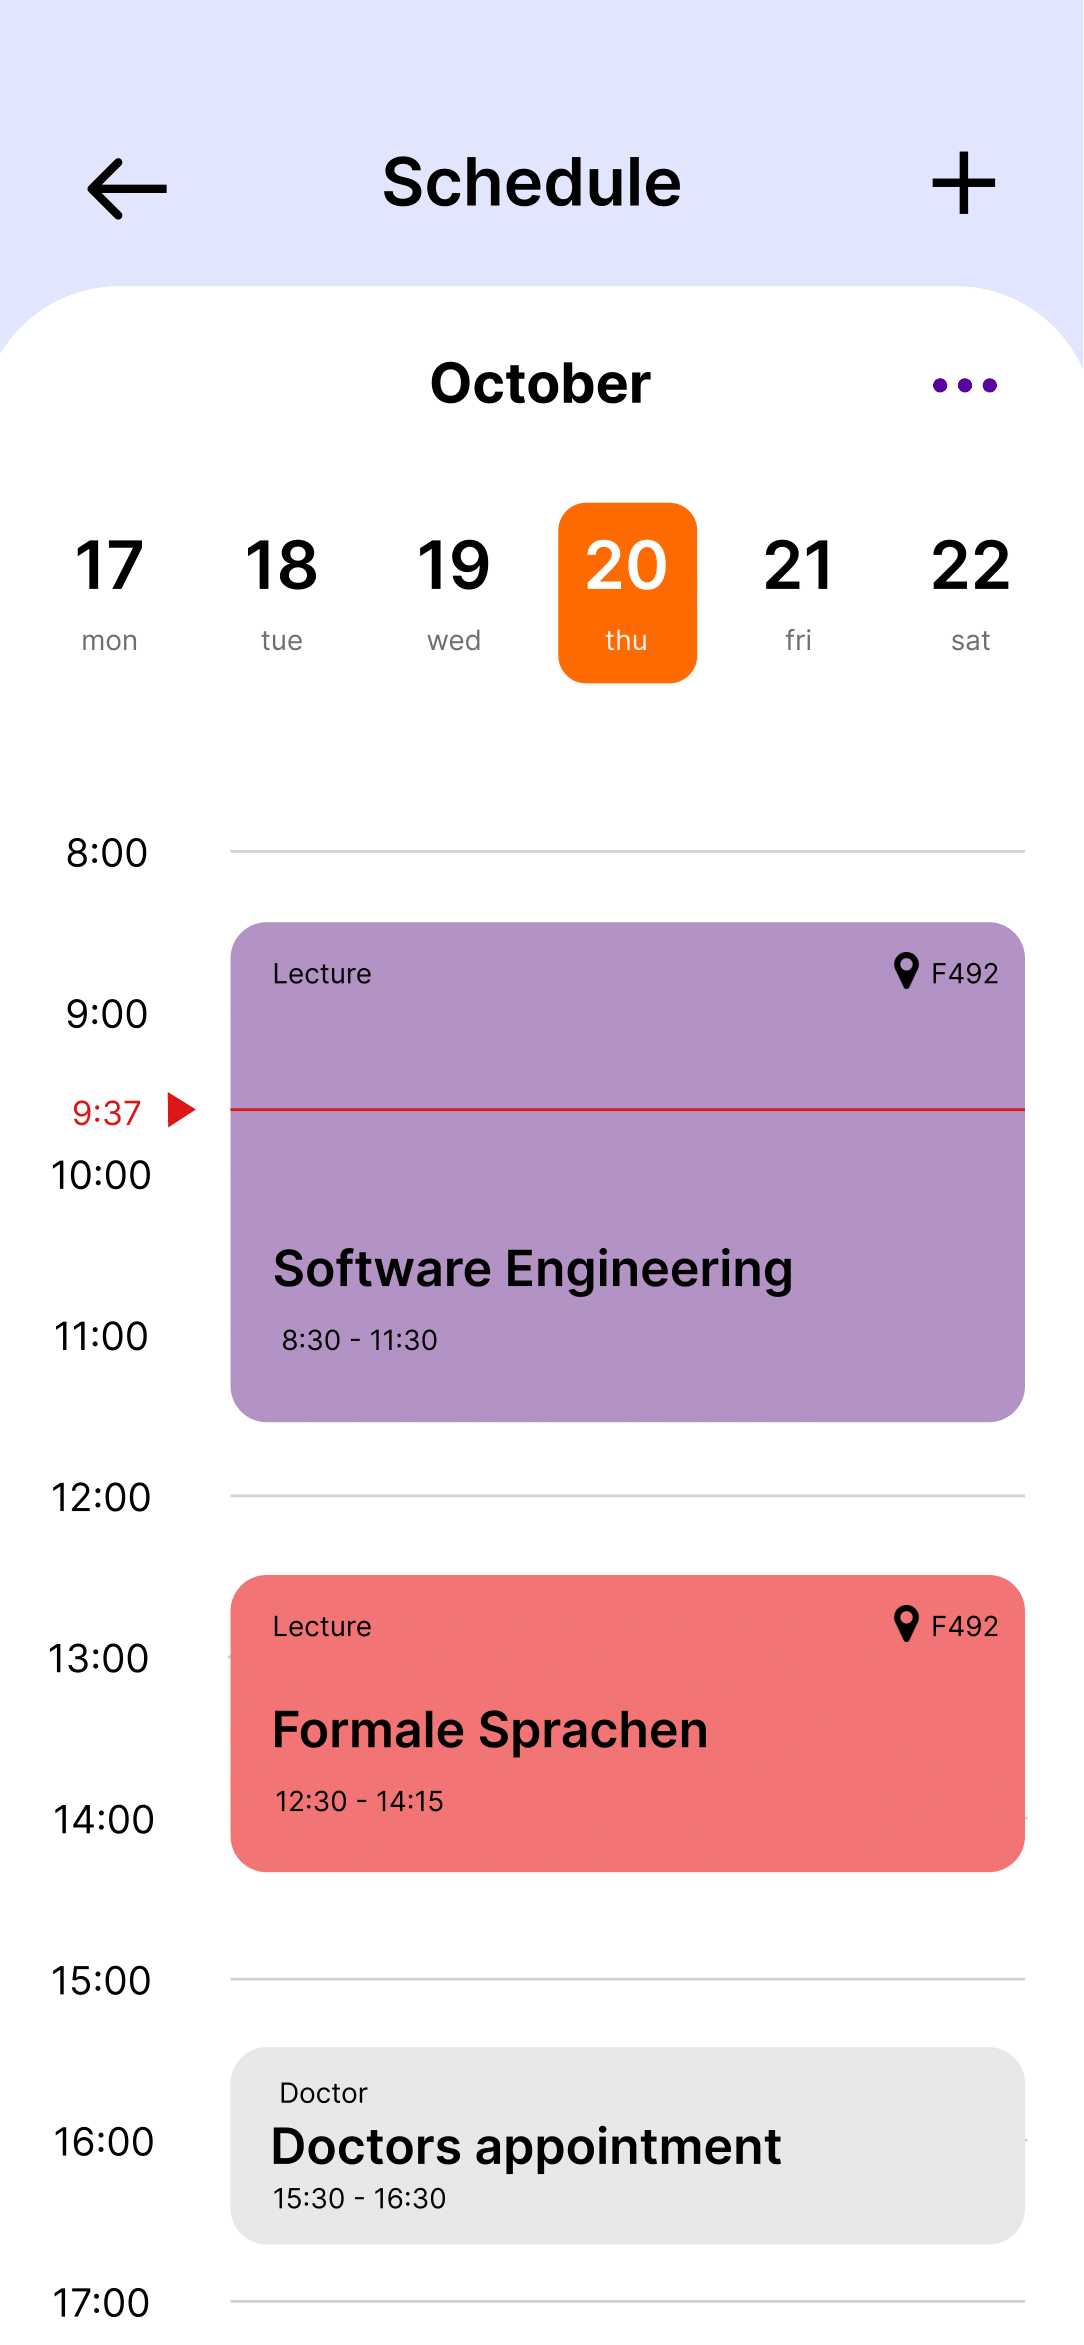 Schedule
October
17 18 19 20 21 22
mon tue wed thu fri sat
8:00
Lecture F492
9:00
9:37
10:00
Software Engineering
11:00
8:30 - 11:30
12:00
Lecture F492
13:00
Formale Sprachen
12:30 - 14:15
14:00
15:00
Doctor
16:00
Doctors appointment
15:30 - 16:30
17:00